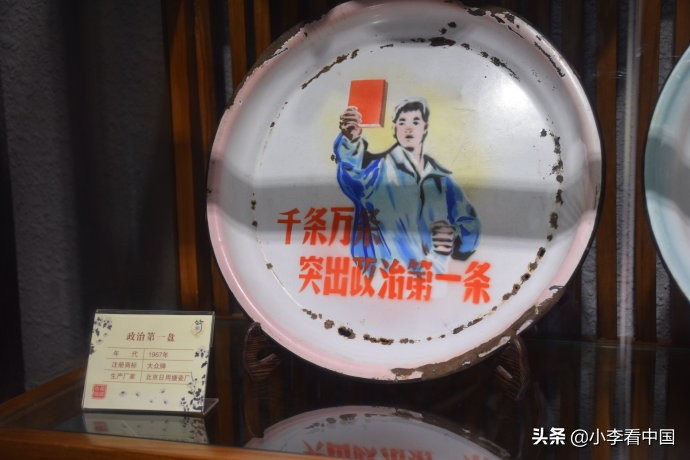 千条万条
突出政治第一条
政治第一盘
年代 1967年
注册商标 大众牌
生产厂家 北京日用搪瓷厂
头条 @小李看中国